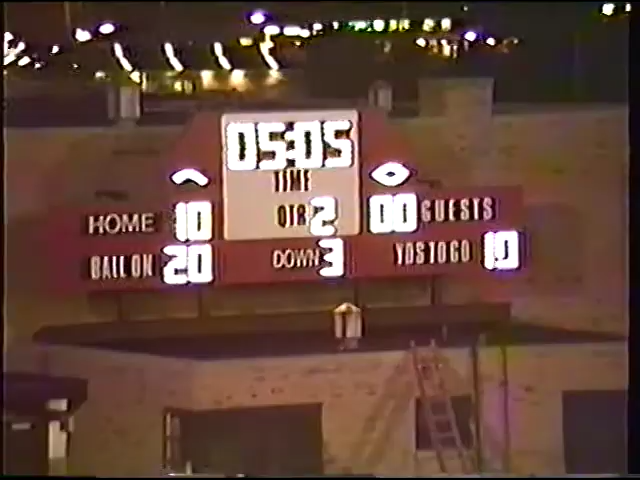 05:05
TIME
HOME 10 QTR 2 00 GUESTS
BALL ON 20 DOWN 3 YDS TO GO 10